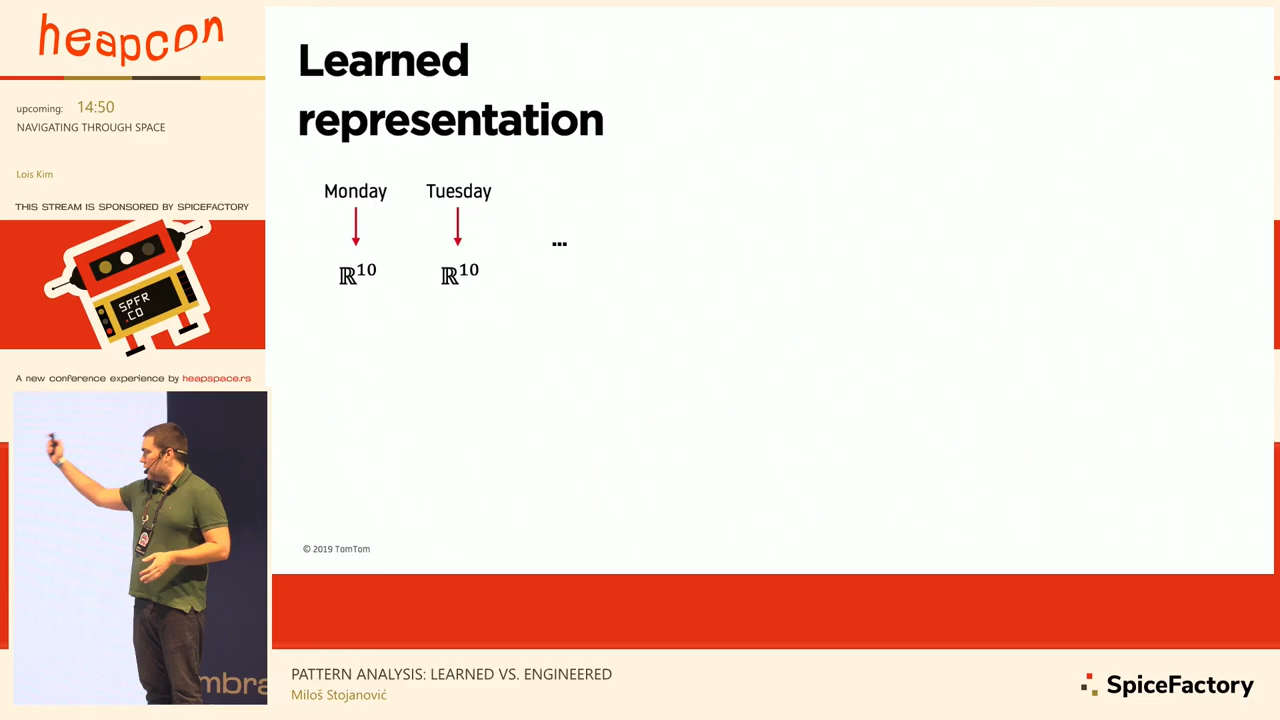 heapcon
upcoming: 14:50
NAVIGATING THROUGH SPACE
Lois Kim
THIS STREAM IS SPONSORED BY SPICEFACTORY
SPFR
.CO
A new conference experience by heapspace.rs
Learned
representation
Monday Tuesday
...
ℝ¹⁰ ℝ¹⁰
© 2019 TomTom
mbra
PATTERN ANALYSIS: LEARNED VS. ENGINEERED
Miloš Stojanović
SpiceFactory